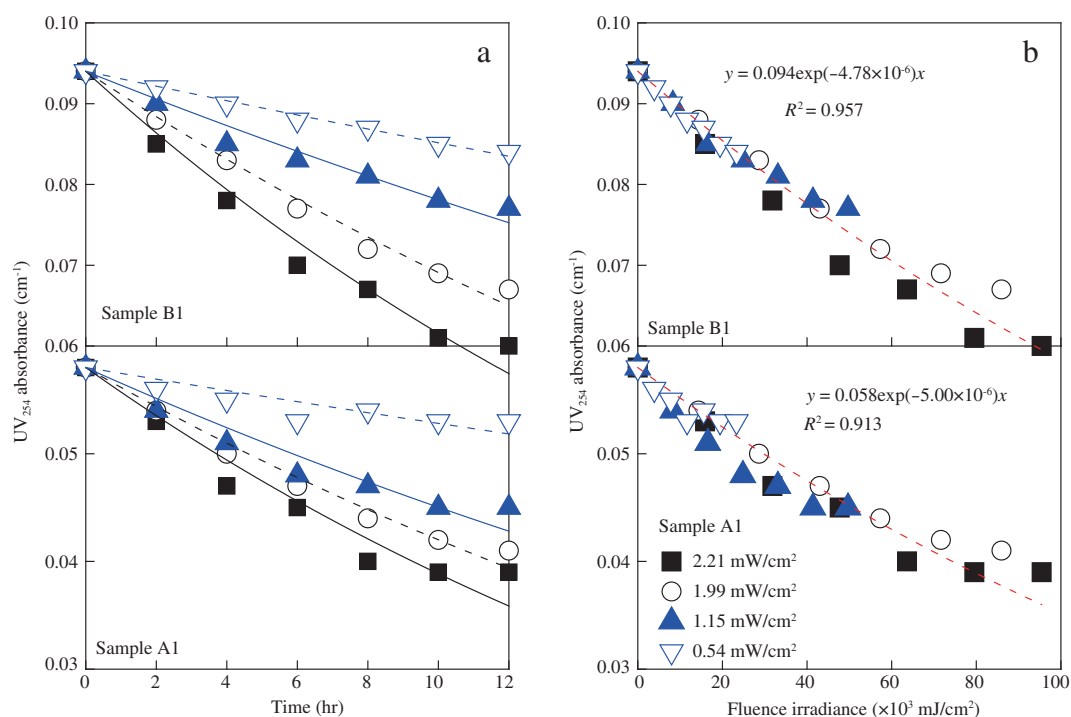 a
0.10
0.09
0.08
0.07
0.06
0.05
0.04
0.03
UV254 absorbance (cm-1)
Sample B1
Sample A1
0 2 4 6 8 10 12
Time (hr)
b
0.10
0.09
0.08
0.07
0.06
0.05
0.04
0.03
UV254 absorbance (cm-1)
y = 0.094exp(−4.78×10-6)x
R2 = 0.957
Sample B1
y = 0.058exp(−5.00×10-6)x
R2 = 0.913
Sample A1
2.21 mW/cm2
1.99 mW/cm2
1.15 mW/cm2
0.54 mW/cm2
0 20 40 60 80 100
Fluence irradiance (×103 mJ/cm2)